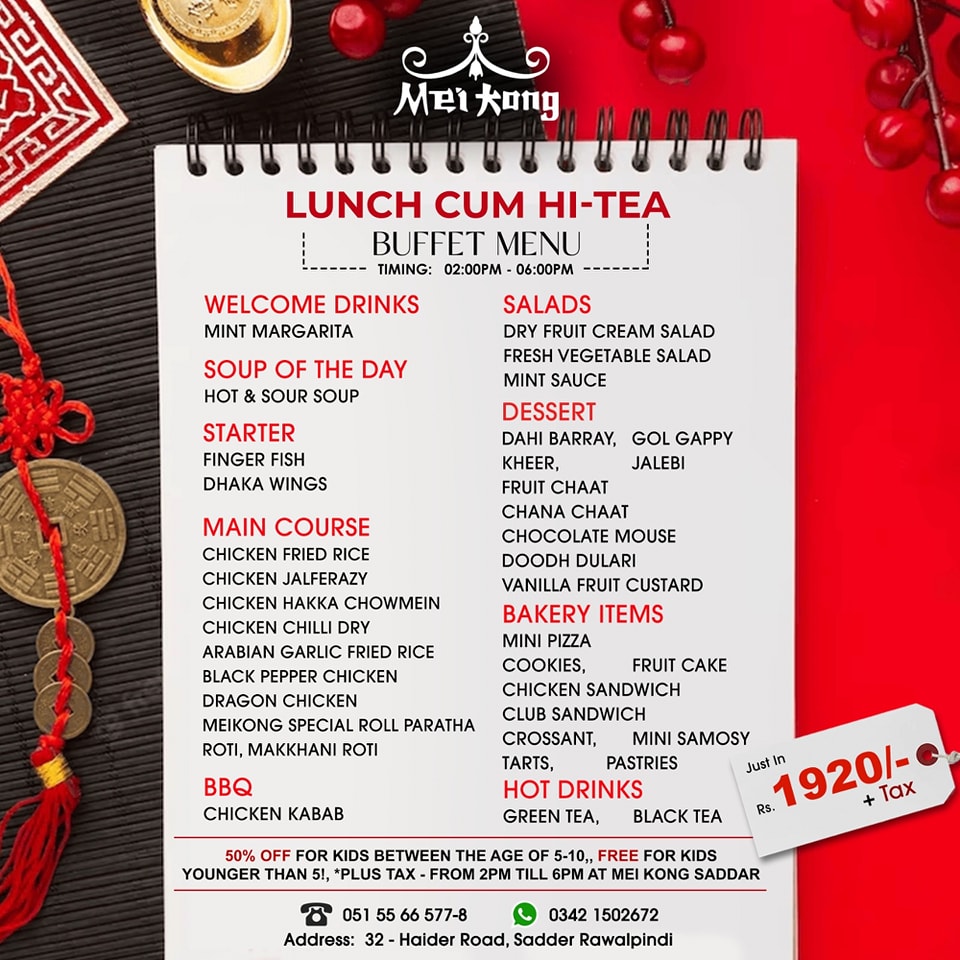 Mei Kong
LUNCH CUM HI-TEA
BUFFET MENU
TIMING: 02:00PM - 06:00PM
WELCOME DRINKS
MINT MARGARITA
SOUP OF THE DAY
HOT & SOUR SOUP
STARTER
FINGER FISH
DHAKA WINGS
MAIN COURSE
CHICKEN FRIED RICE
CHICKEN JALFERAZY
CHICKEN HAKKA CHOWMEIN
CHICKEN CHILLI DRY
ARABIAN GARLIC FRIED RICE
BLACK PEPPER CHICKEN
DRAGON CHICKEN
MEIKONG SPECIAL ROLL PARATHA
ROTI, MAKKHANI ROTI
BBQ
CHICKEN KABAB
SALADS
DRY FRUIT CREAM SALAD
FRESH VEGETABLE SALAD
MINT SAUCE
DESSERT
DAHI BARRAY, GOL GAPPY
KHEER, JALEBI
FRUIT CHAAT
CHANA CHAAT
CHOCOLATE MOUSE
DOODH DULARI
VANILLA FRUIT CUSTARD
BAKERY ITEMS
MINI PIZZA
COOKIES, FRUIT CAKE
CHICKEN SANDWICH
CLUB SANDWICH
CROSSANT, MINI SAMOSY
TARTS, PASTRIES
HOT DRINKS
GREEN TEA, BLACK TEA
Just In
Rs. 1920/-
+ Tax
50% OFF FOR KIDS BETWEEN THE AGE OF 5-10,, FREE FOR KIDS
YOUNGER THAN 5!, *PLUS TAX - FROM 2PM TILL 6PM AT MEI KONG SADDAR
051 55 66 577-8 0342 1502672
Address: 32 - Haider Road, Sadder Rawalpindi